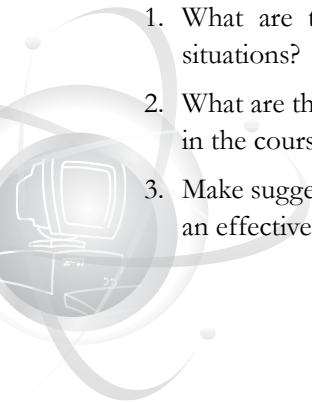 1. What are t
situations?
2. What are th
in the cours
3. Make sugge
an effective